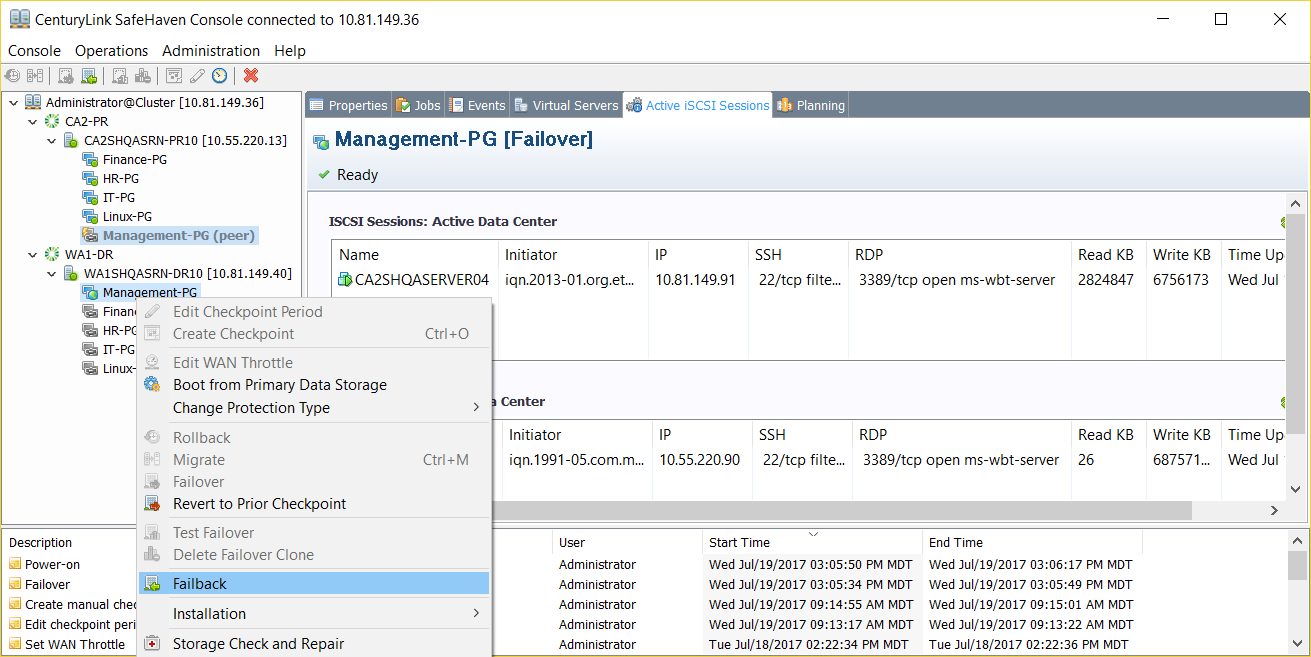 CenturyLink SafeHaven Console connected to 10.81.149.36
Console Operations Administration Help
Administrator@Cluster [10.81.149.36]
CA2-PR
CA2SHQASRN-PR10 [10.55.220.13]
Finance-PG
HR-PG
IT-PG
Linux-PG
Management-PG (peer)
WA1-DR
WA1SHQASRN-DR10 [10.81.149.40]
Management-PG
Finan
HR-PG
IT-PG
Linux-
Properties Jobs Events Virtual Servers Active iSCSI Sessions Planning
Management-PG [Failover]
Ready
ISCSI Sessions: Active Data Center
Name Initiator IP SSH RDP Read KB Write KB Time Up
CA2SHQASERVER04 iqn.2013-01.org.et... 10.81.149.91 22/tcp filte... 3389/tcp open ms-wbt-server 2824847 6756173 Wed Jul
a Center
Initiator IP SSH RDP Read KB Write KB Time Up
iqn.1991-05.com.m... 10.55.220.90 22/tcp filte... 3389/tcp open ms-wbt-server 26 687571... Wed Jul
Edit Checkpoint Period
Create Checkpoint Ctrl+O
Edit WAN Throttle
Boot from Primary Data Storage
Change Protection Type
Rollback
Migrate Ctrl+M
Failover
Revert to Prior Checkpoint
Test Failover
Delete Failover Clone
Failback
Installation
Storage Check and Repair
Description User Start Time End Time
Power-on Administrator Wed Jul/19/2017 03:05:50 PM MDT Wed Jul/19/2017 03:06:17 PM MDT
Failover Administrator Wed Jul/19/2017 03:05:34 PM MDT Wed Jul/19/2017 03:05:49 PM MDT
Create manual chec Administrator Wed Jul/19/2017 09:14:55 AM MDT Wed Jul/19/2017 09:15:01 AM MDT
Edit checkpoint peri Administrator Wed Jul/19/2017 09:13:17 AM MDT Wed Jul/19/2017 09:13:22 AM MDT
Set WAN Throttle Administrator Tue Jul/18/2017 02:22:34 PM MDT Tue Jul/18/2017 02:22:36 PM MDT